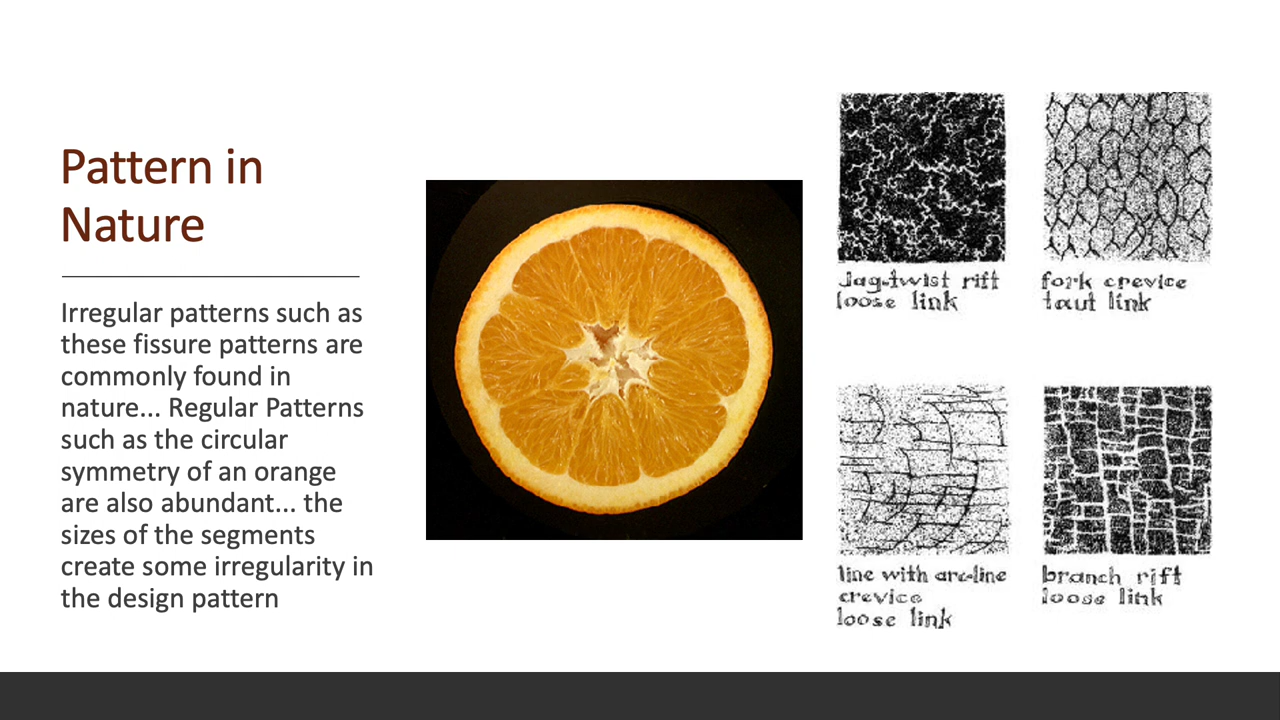 Pattern in
Nature
Irregular patterns such as
these fissure patterns are
commonly found in
nature... Regular Patterns
such as the circular
symmetry of an orange
are also abundant... the
sizes of the segments
create some irregularity in
the design pattern
Jag-twist rift
loose link
fork crevice
taut link
line with arc-line
crevice
loose link
branch rift
loose link